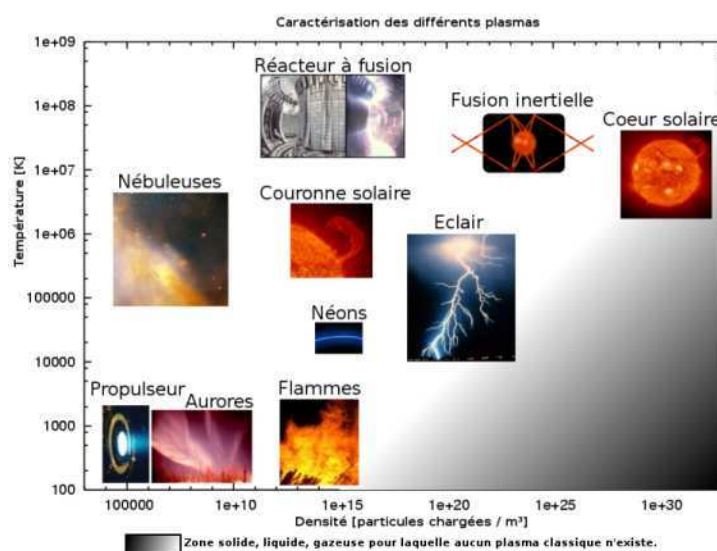 Caractérisation des différents plasmas
1e+09
Réacteur à fusion
1e+08
Fusion inertielle
Coeur solaire
1e+07
Nébuleuses
Couronne solaire
Eclair
1e+06
Température [K]
100000
Néons
10000
Propulseur
Aurores
Flammes
1000
100
100000 1e+10 1e+15 1e+20 1e+25 1e+30
Densité [particules chargées / m³]
Zone solide, liquide, gazeuse pour laquelle aucun plasma classique n'existe.